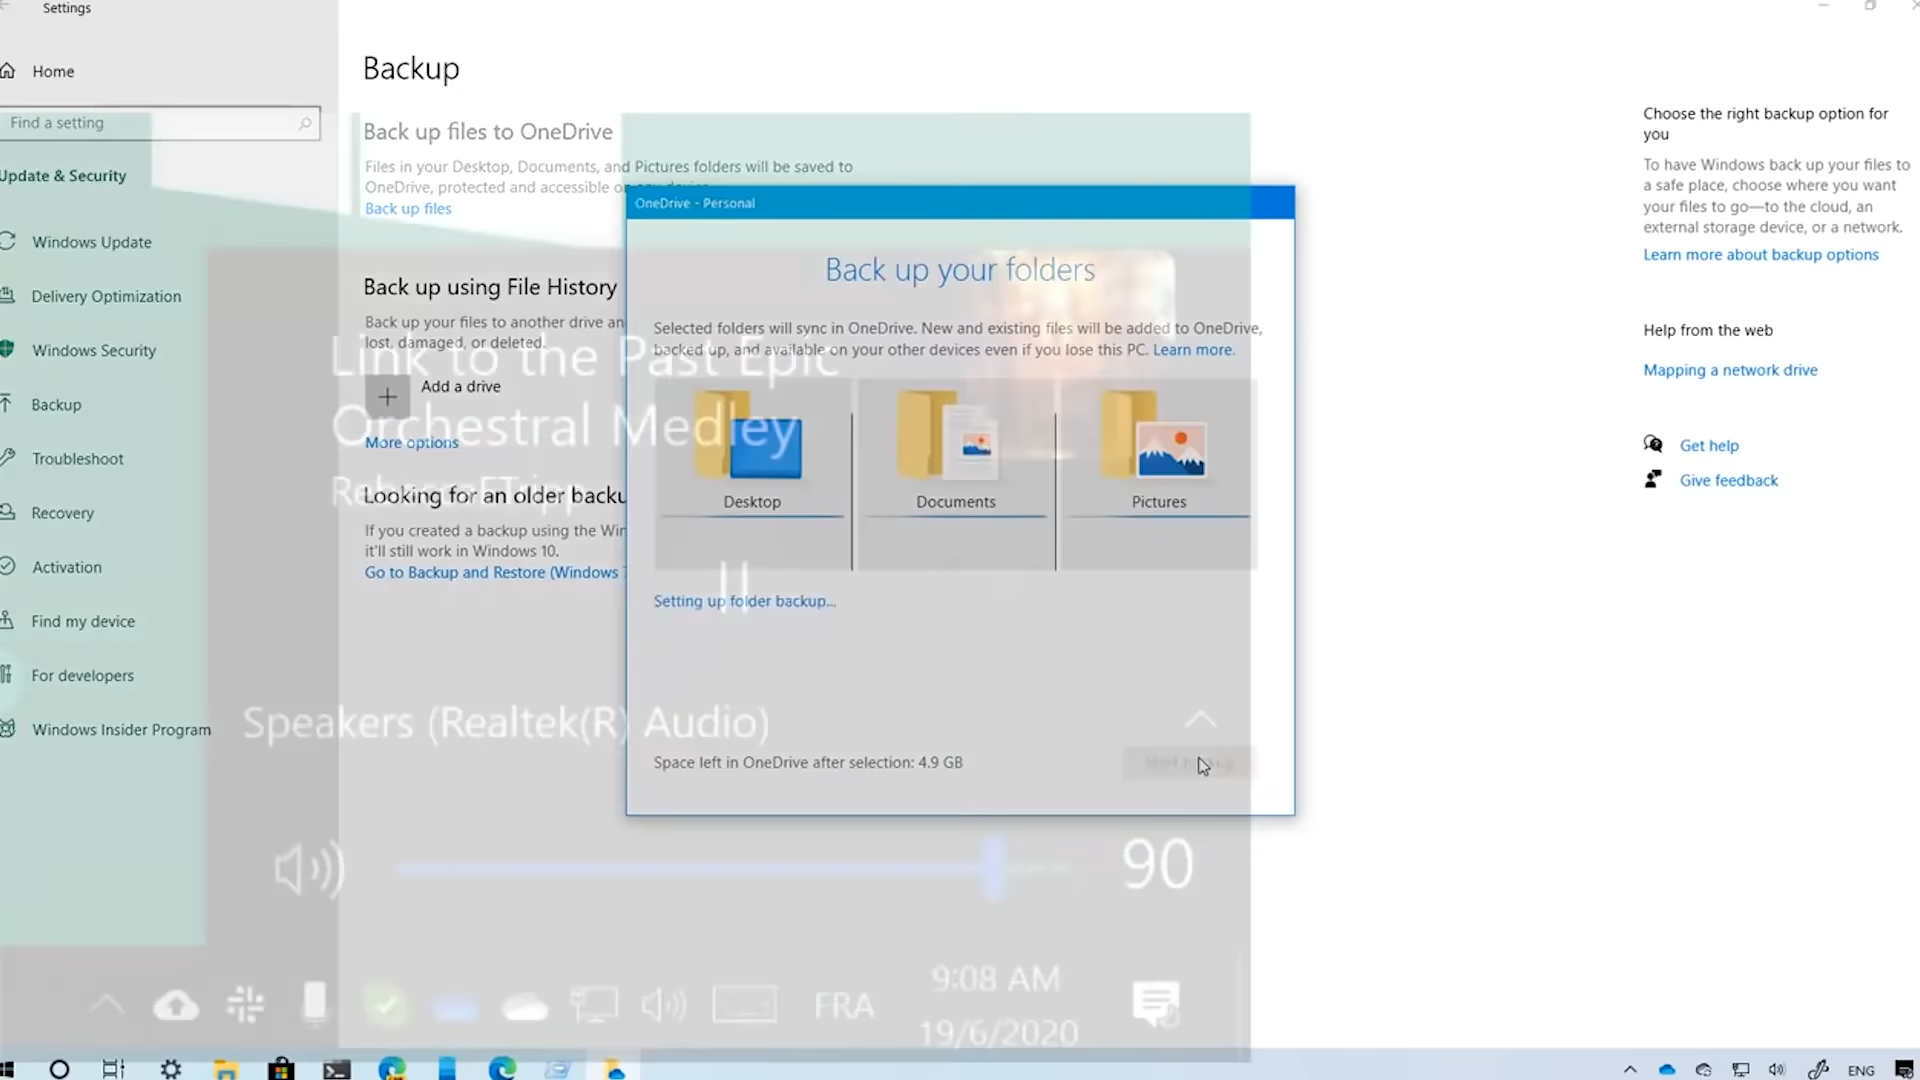 Settings
Home
Find a setting
Update & Security
Windows Update
Delivery Optimization
Windows Security
Backup
Troubleshoot
Recovery
Activation
Find my device
For developers
Windows Insider Program
Backup
Back up files to OneDrive
Files in your Desktop, Documents, and Pictures folders will be saved to
OneDrive, protected and accessible on any device.
Back up files
Back up using File History
Back up your files to another drive an
lost, damaged, or deleted.
Add a drive
More options
Looking for an older backu
If you created a backup using the Win
it'll still work in Windows 10.
Go to Backup and Restore (Windows 7
OneDrive - Personal
Back up your folders
Selected folders will sync in OneDrive. New and existing files will be added to OneDrive,
backed up, and available on your other devices even if you lose this PC. Learn more.
Desktop
Documents
Pictures
Setting up folder backup...
Space left in OneDrive after selection: 4.9 GB
Link to the Past Epic
Orchestral Medley
RebeccaETripp
Speakers (Realtek(R) Audio)
90
FRA
9:08 AM
19/6/2020
Choose the right backup option for
you
To have Windows back up your files to
a safe place, choose where you want
your files to go—to the cloud, an
external storage device, or a network.
Learn more about backup options
Help from the web
Mapping a network drive
Get help
Give feedback
ENG